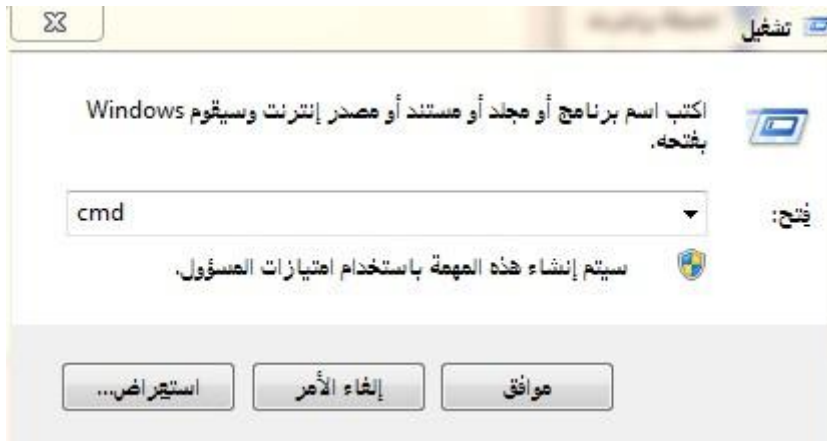 تشغيل
اكتب اسم برنامج أو مجلد أو مستند أو مصدر إنترنت وسيقوم Windows
بفتحه.
فتح:
cmd
سيتم إنشاء هذه المهمة باستخدام امتيازات المسؤول.
موافق
إلغاء الأمر
استعراض...